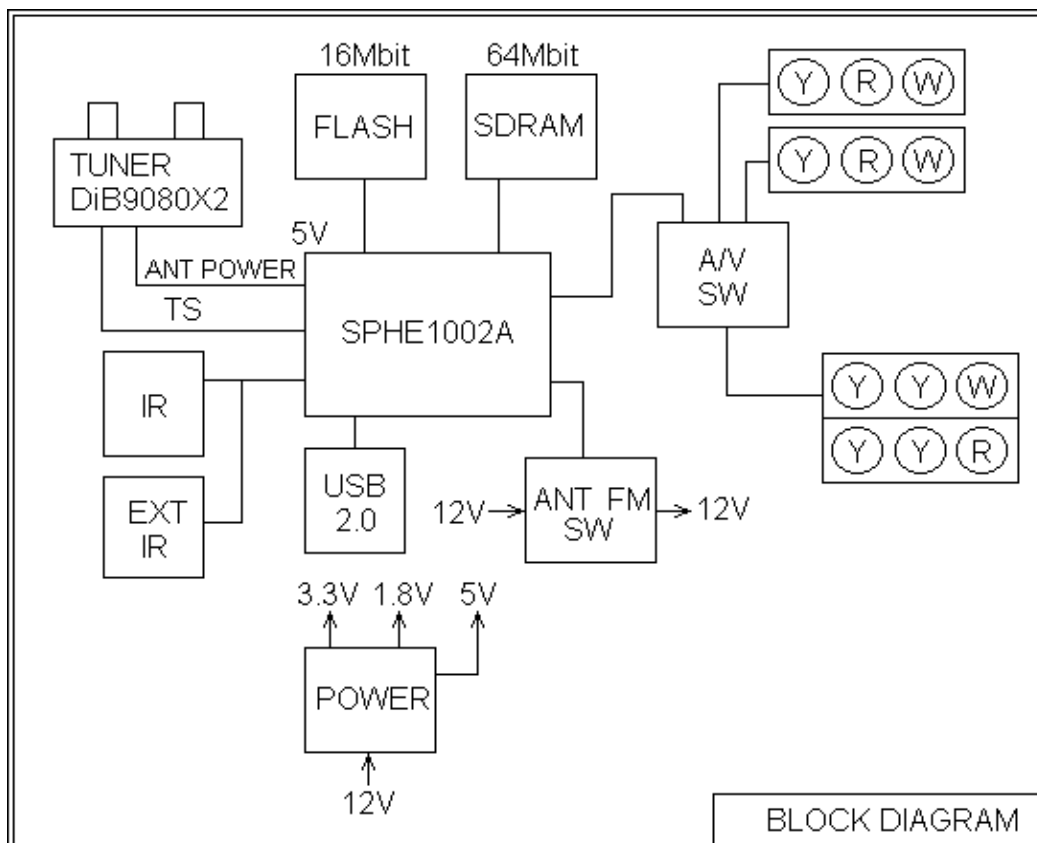 16Mbit
64Mbit
FLASH
SDRAM
Y R W
Y R W
TUNER
DiB9080X2
5V
ANT POWER
TS
SPHE1002A
A/V
SW
IR
Y Y W
Y Y R
EXT
IR
USB
2.0
12V
ANT FM
SW
12V
3.3V
1.8V
5V
POWER
12V
BLOCK DIAGRAM